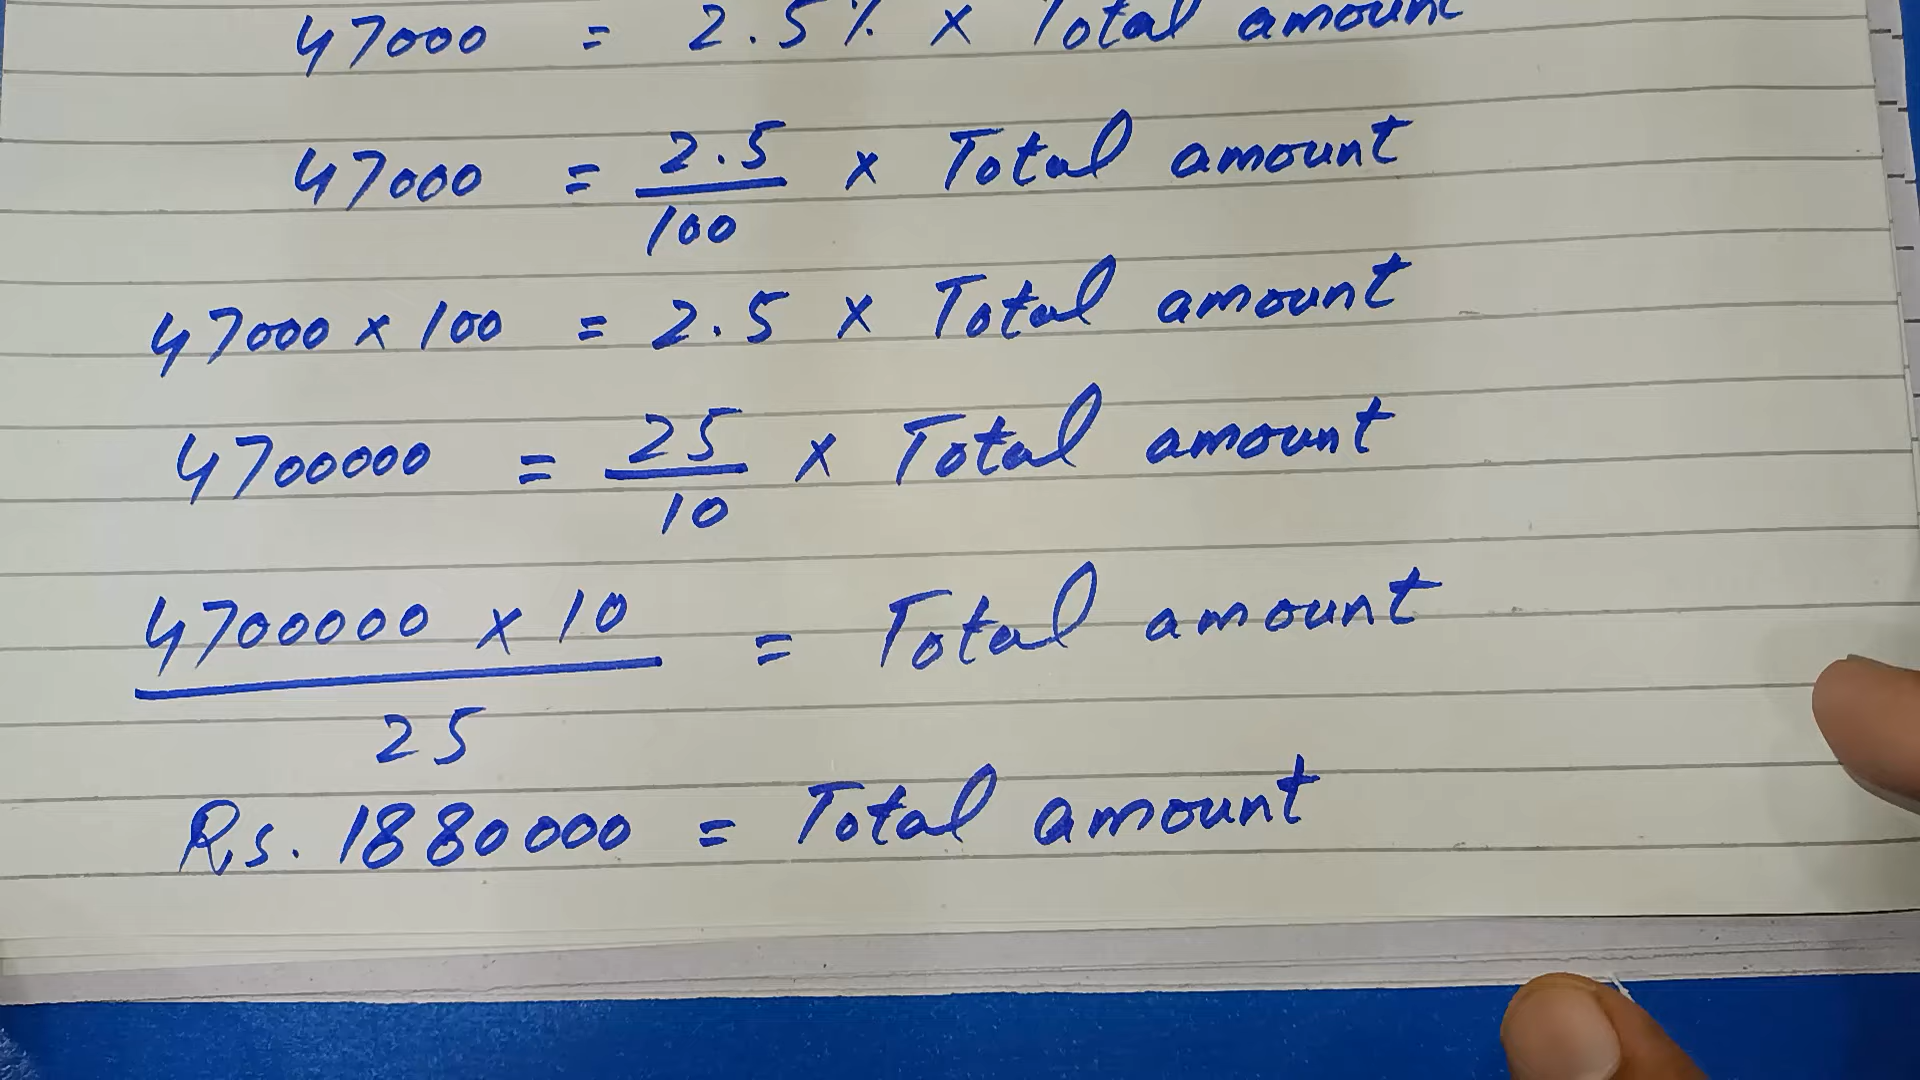 47000 = 2.5% x Total amount
47000 = 2.5/100 x Total amount
47000 x 100 = 2.5 x Total amount
4700000 = 25/10 x Total amount
4700000 x 10/25 = Total amount
Rs. 1880000 = Total amount